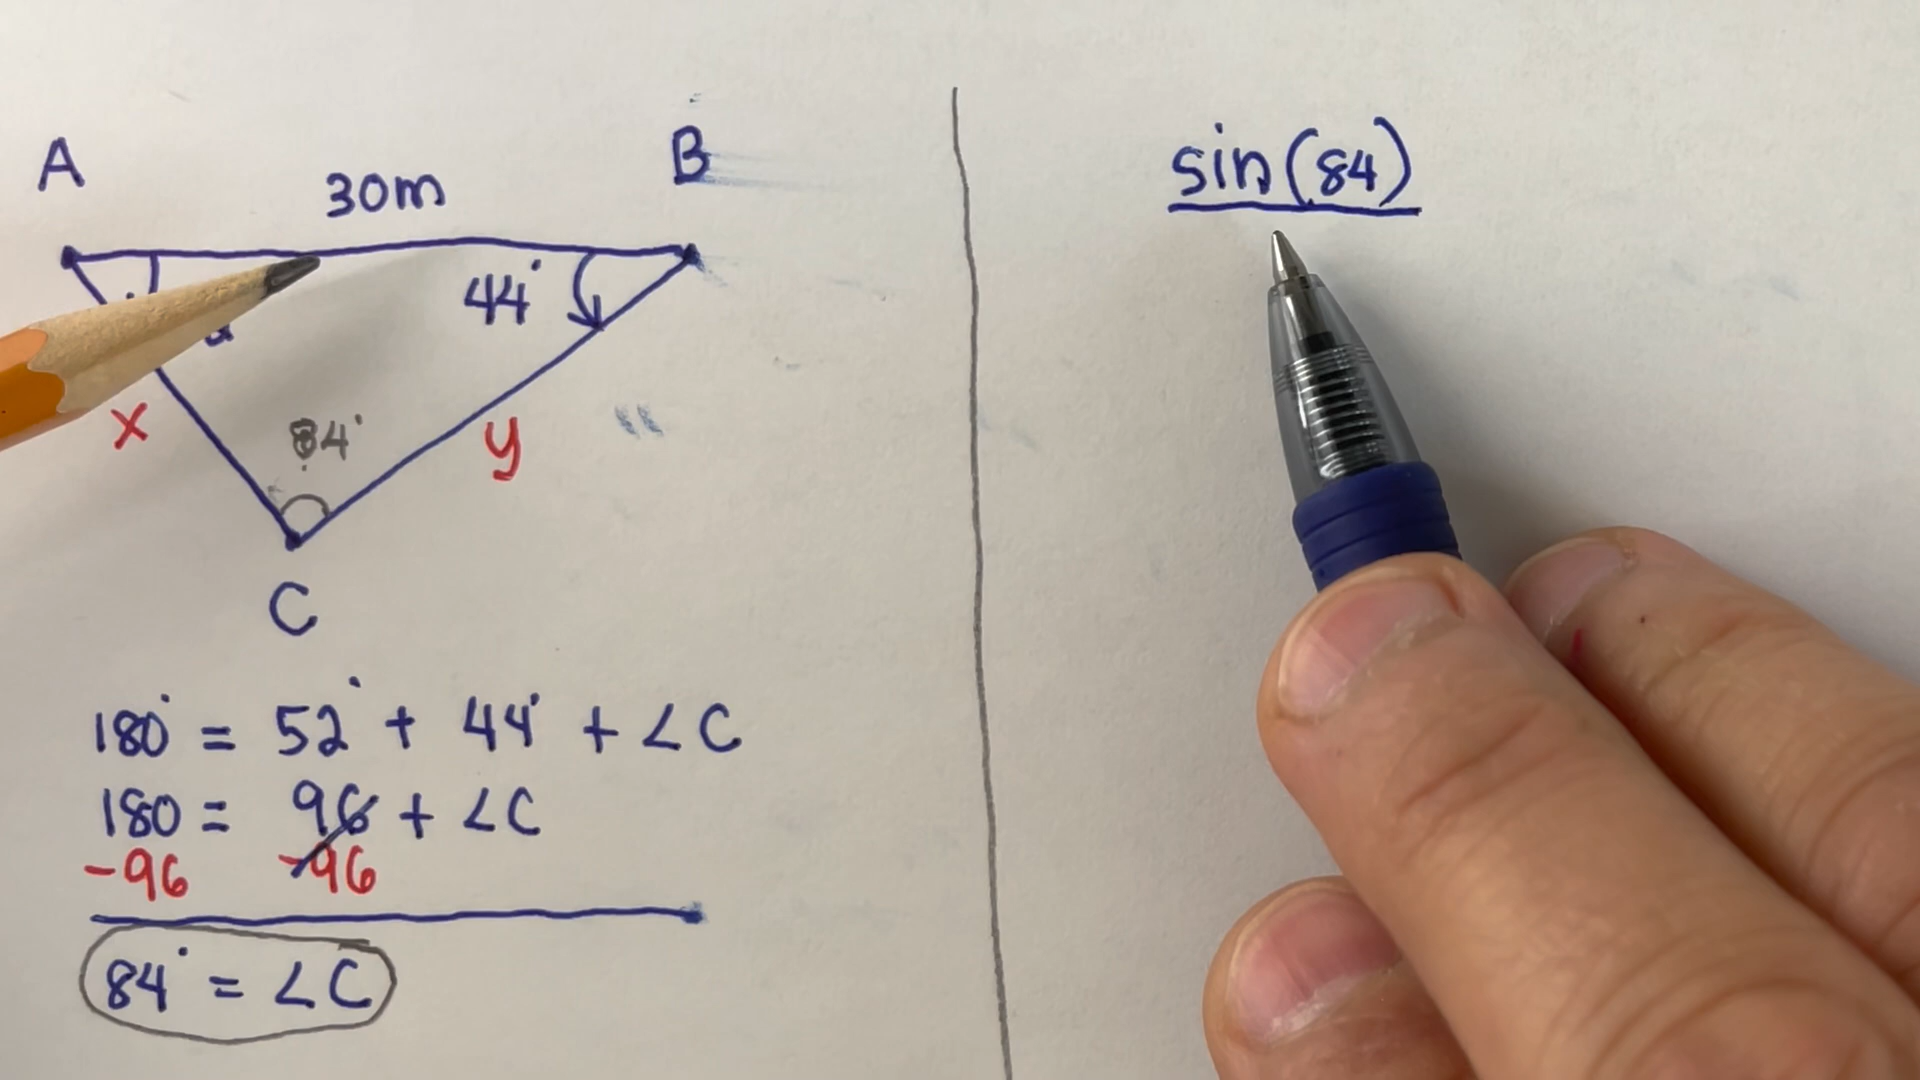 A
B
30m
44°
x
84°
y
C
180° = 52° + 44° + ∠C
180 = 96 + ∠C
-96 -96
84° = ∠C
sin(84)